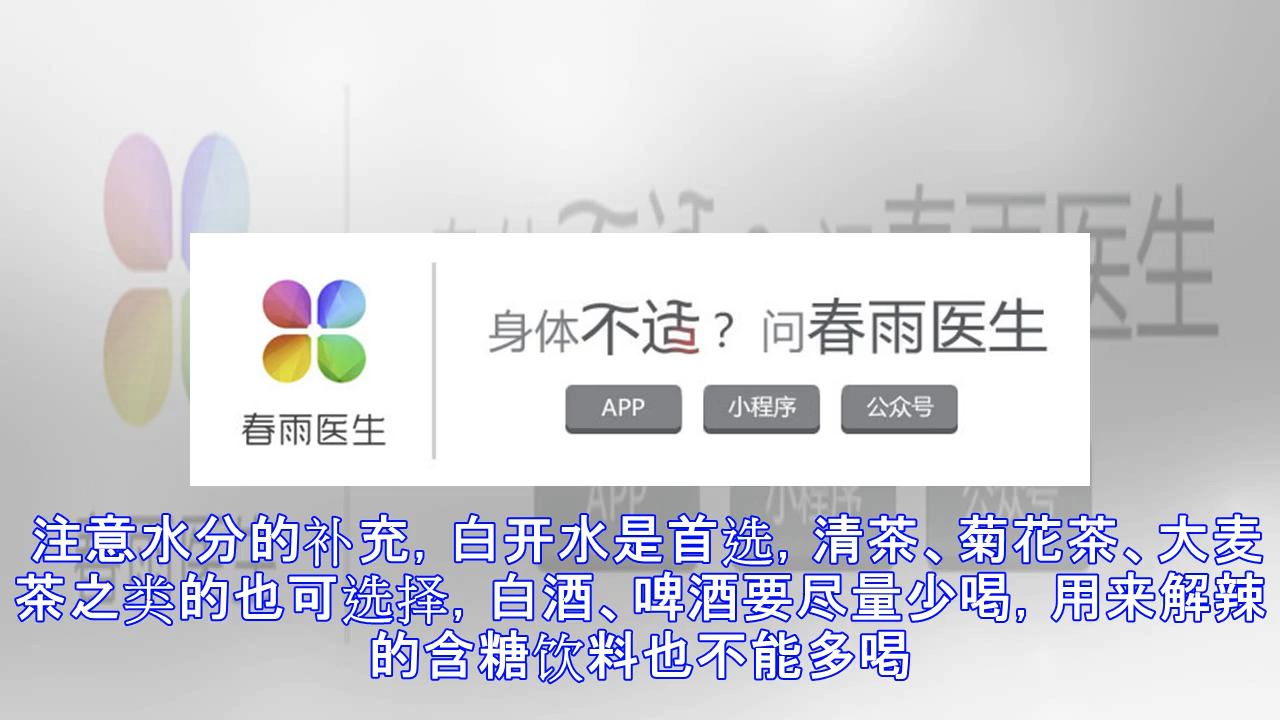 身体不适？问春雨医生
春雨医生
APP 小程序 公众号
注意水分的补充，白开水是首选，清茶、菊花茶、大麦
茶之类的也可选择，白酒、啤酒要尽量少喝，用来解辣
的含糖饮料也不能多喝